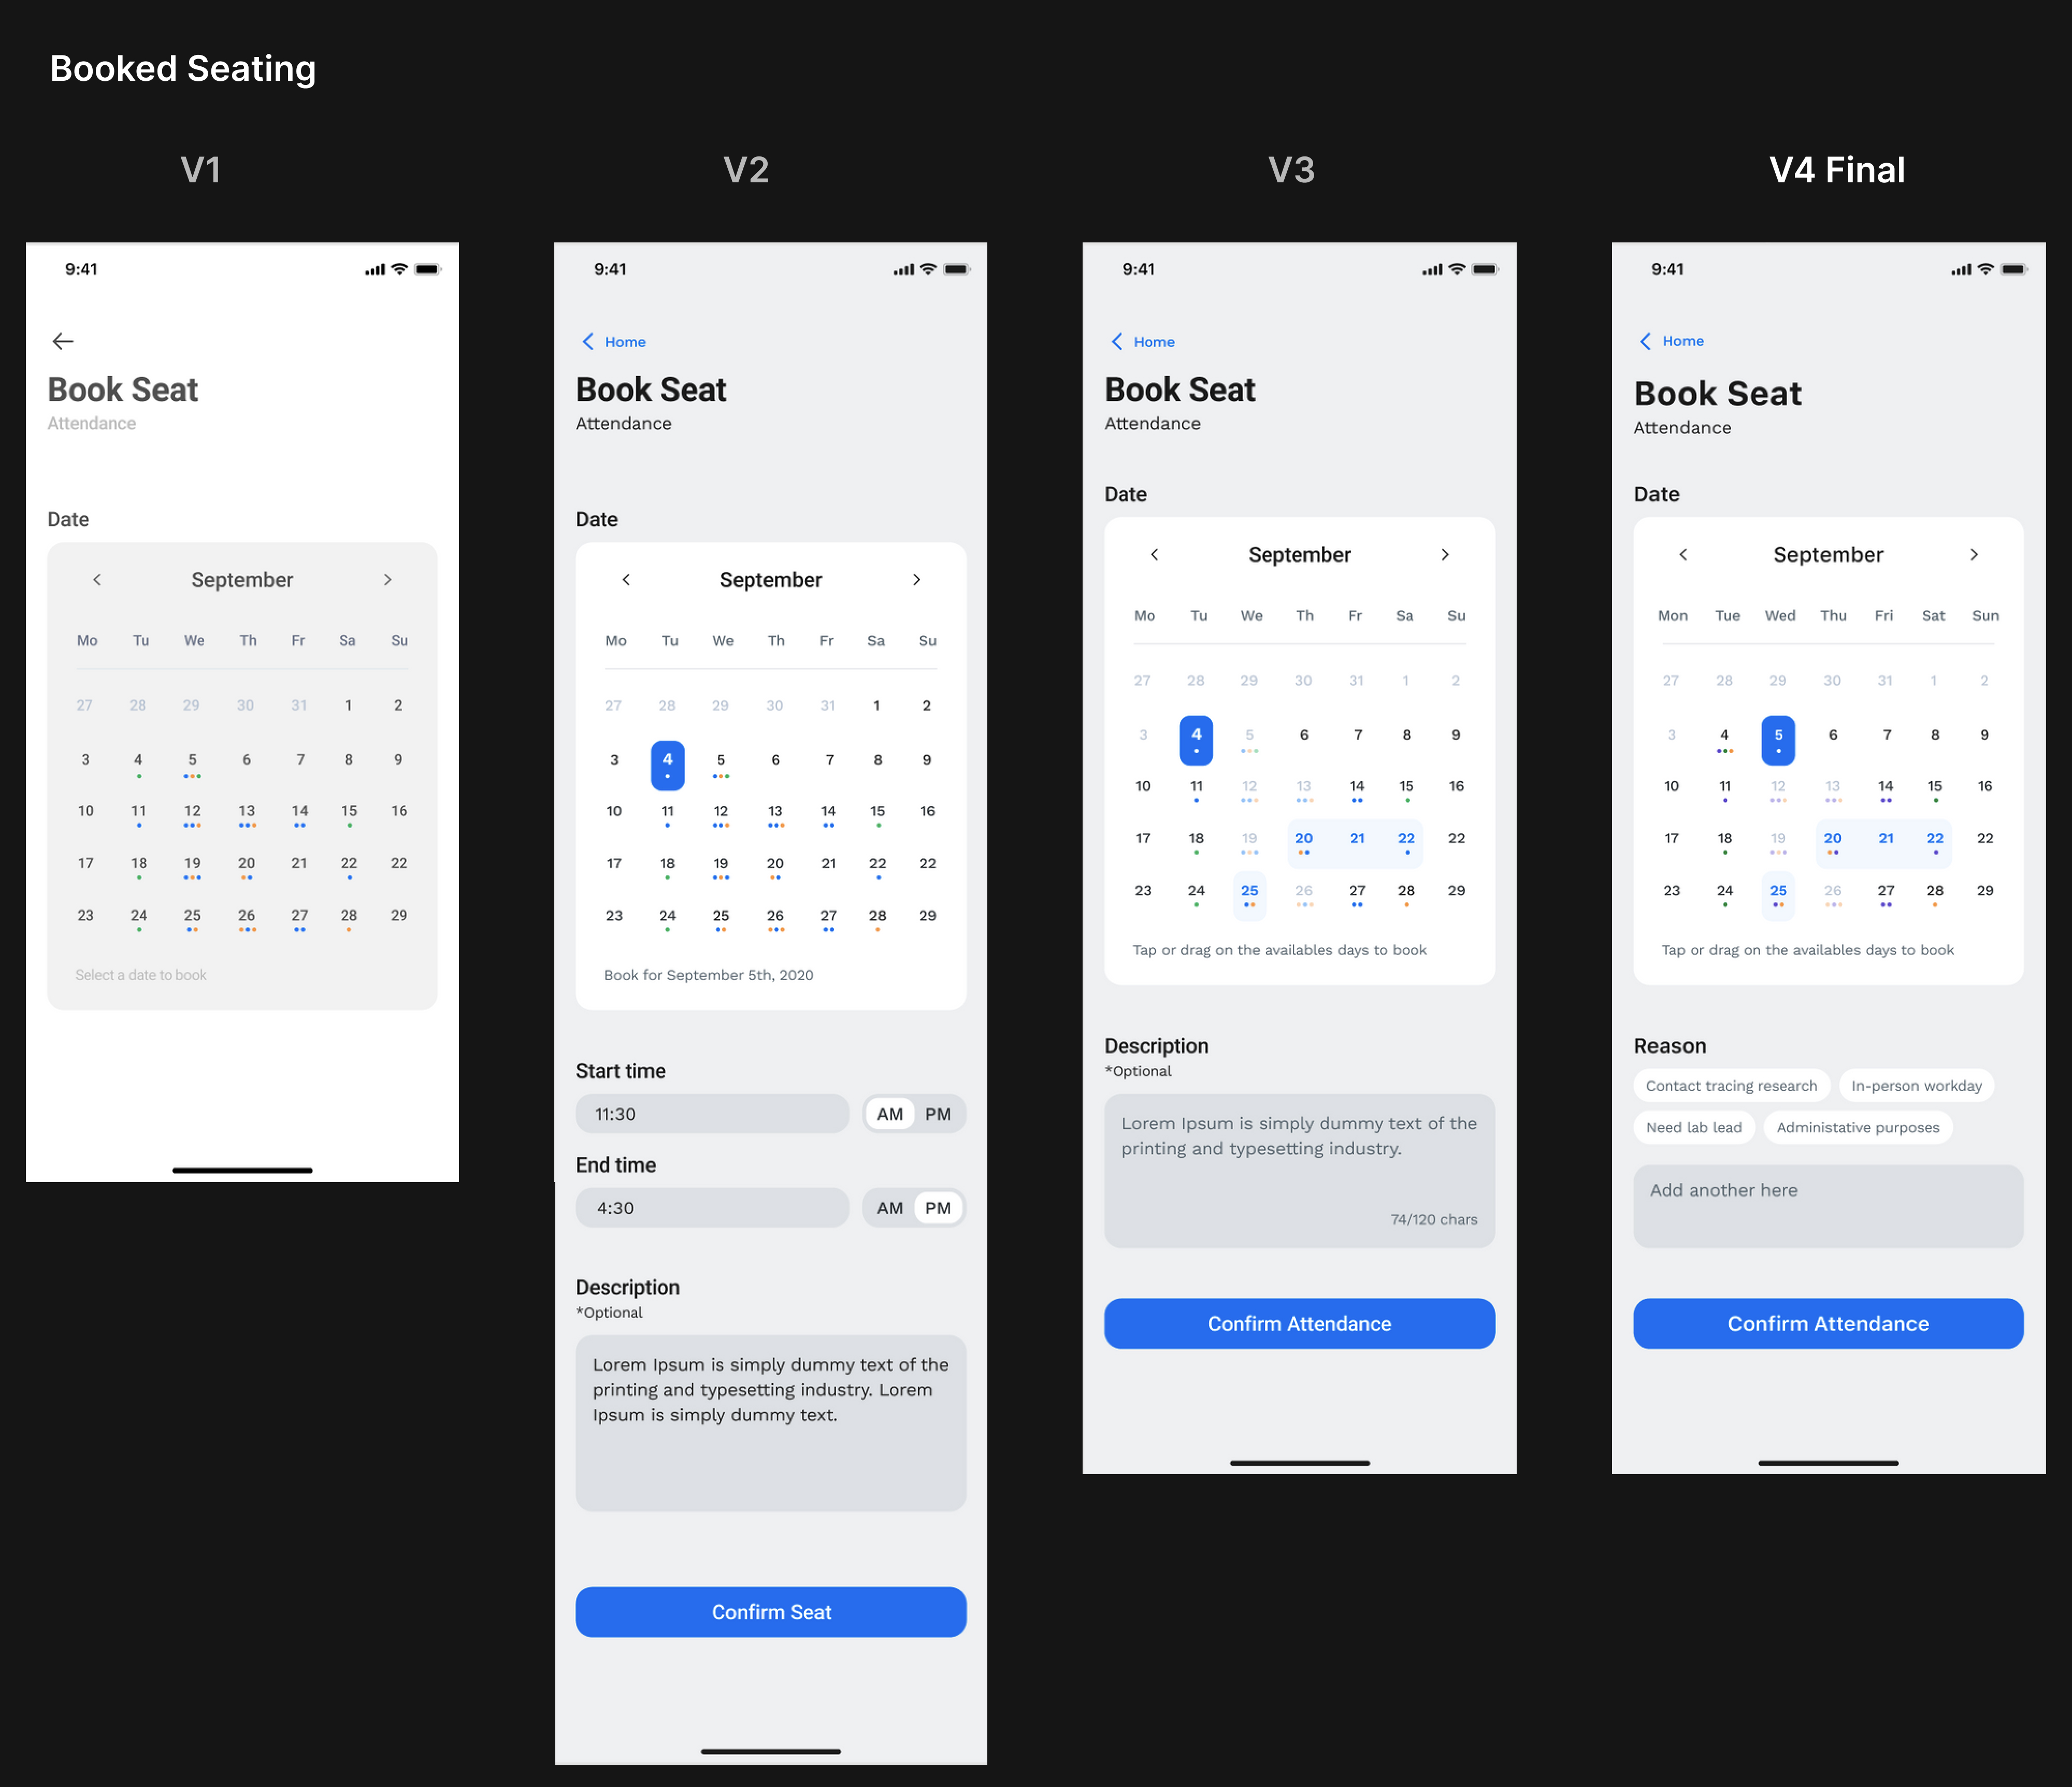 Booked Seating
V1
9:41
Book Seat
Attendance
Date
September
Mo Tu We Th Fr Sa Su
27 28 29 30 31 1 2
3 4 5 6 7 8 9
10 11 12 13 14 15 16
17 18 19 20 21 22 22
23 24 25 26 27 28 29
Select a date to book
V2
9:41
Home
Book Seat
Attendance
Date
September
Mo Tu We Th Fr Sa Su
27 28 29 30 31 1 2
3 4 5 6 7 8 9
10 11 12 13 14 15 16
17 18 19 20 21 22 22
23 24 25 26 27 28 29
Book for September 5th, 2020
Start time
11:30 AM PM
End time
4:30 AM PM
Description
*Optional
Lorem Ipsum is simply dummy text of the
printing and typesetting industry. Lorem
Ipsum is simply dummy text.
Confirm Seat
V3
9:41
Home
Book Seat
Attendance
Date
September
Mo Tu We Th Fr Sa Su
27 28 29 30 31 1 2
3 4 5 6 7 8 9
10 11 12 13 14 15 16
17 18 19 20 21 22 22
23 24 25 26 27 28 29
Tap or drag on the availables days to book
Description
*Optional
Lorem Ipsum is simply dummy text of the
printing and typesetting industry.
74/120 chars
Confirm Attendance
V4 Final
9:41
Home
Book Seat
Attendance
Date
September
Mon Tue Wed Thu Fri Sat Sun
27 28 29 30 31 1 2
3 4 5 6 7 8 9
10 11 12 13 14 15 16
17 18 19 20 21 22 22
23 24 25 26 27 28 29
Tap or drag on the availables days to book
Reason
Contact tracing research In-person workday
Need lab lead Administative purposes
Add another here
Confirm Attendance